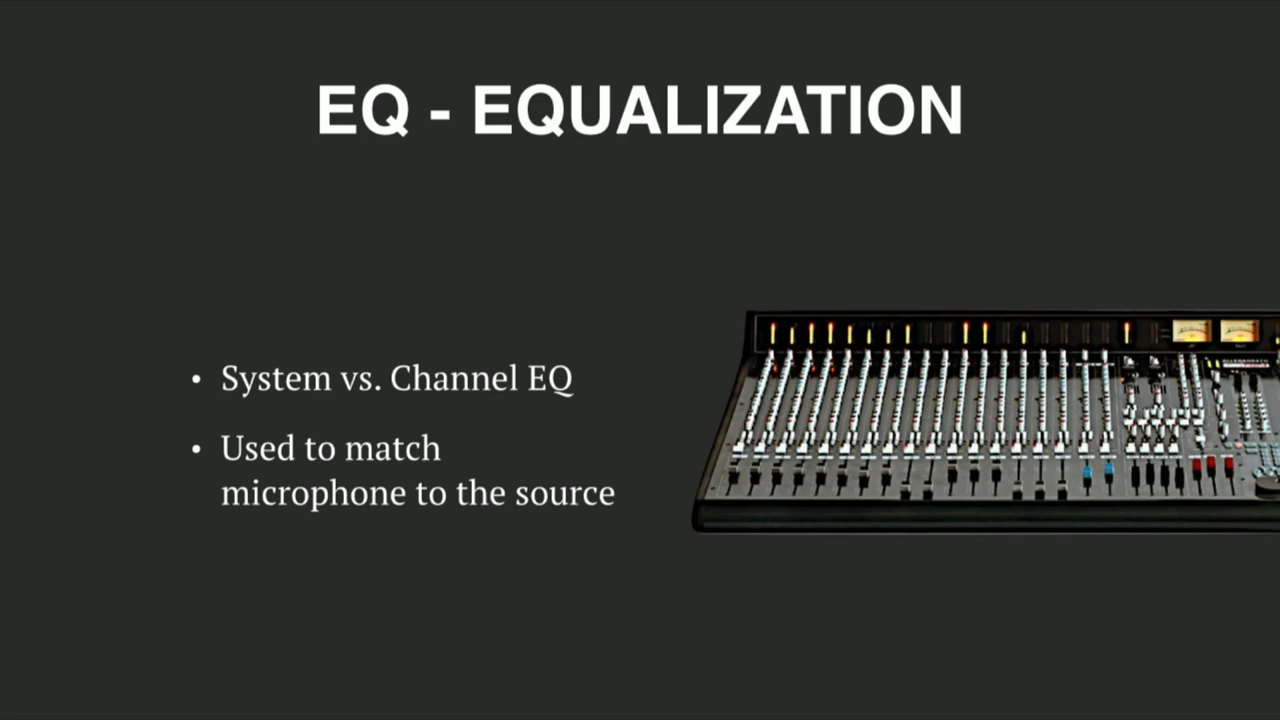 EQ - EQUALIZATION
• System vs. Channel EQ
• Used to match
microphone to the source